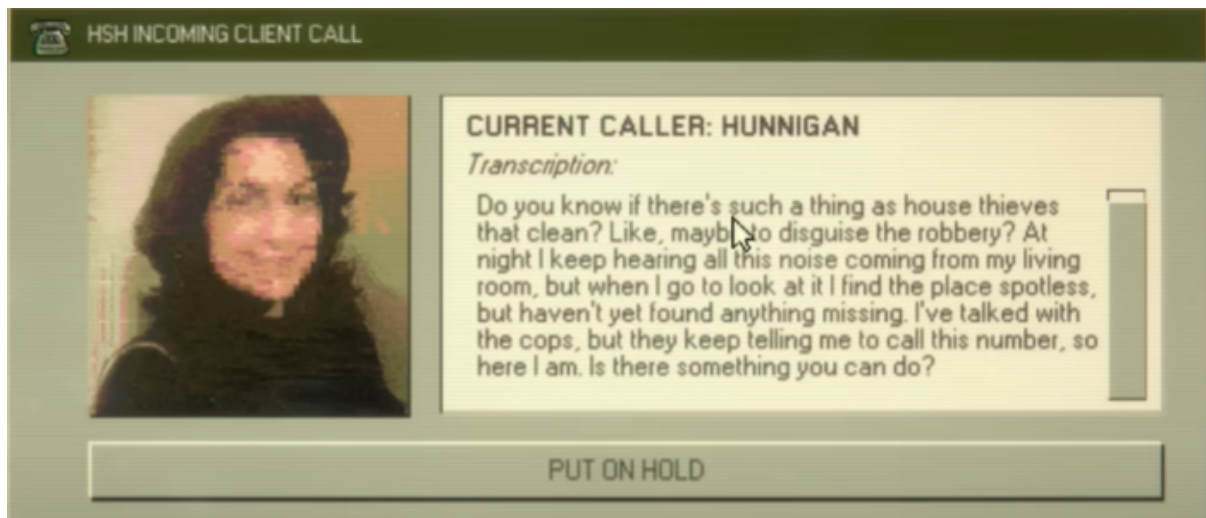 HSH INCOMING CLIENT CALL
CURRENT CALLER: HUNNIGAN
Transcription:
Do you know if there's such a thing as house thieves
that clean? Like, maybe to disguise the robbery? At
night I keep hearing all this noise coming from my living
room, but when I go to look at it I find the place spotless,
but haven't yet found anything missing. I've talked with
the cops, but they keep telling me to call this number, so
here I am. Is there something you can do?
PUT ON HOLD